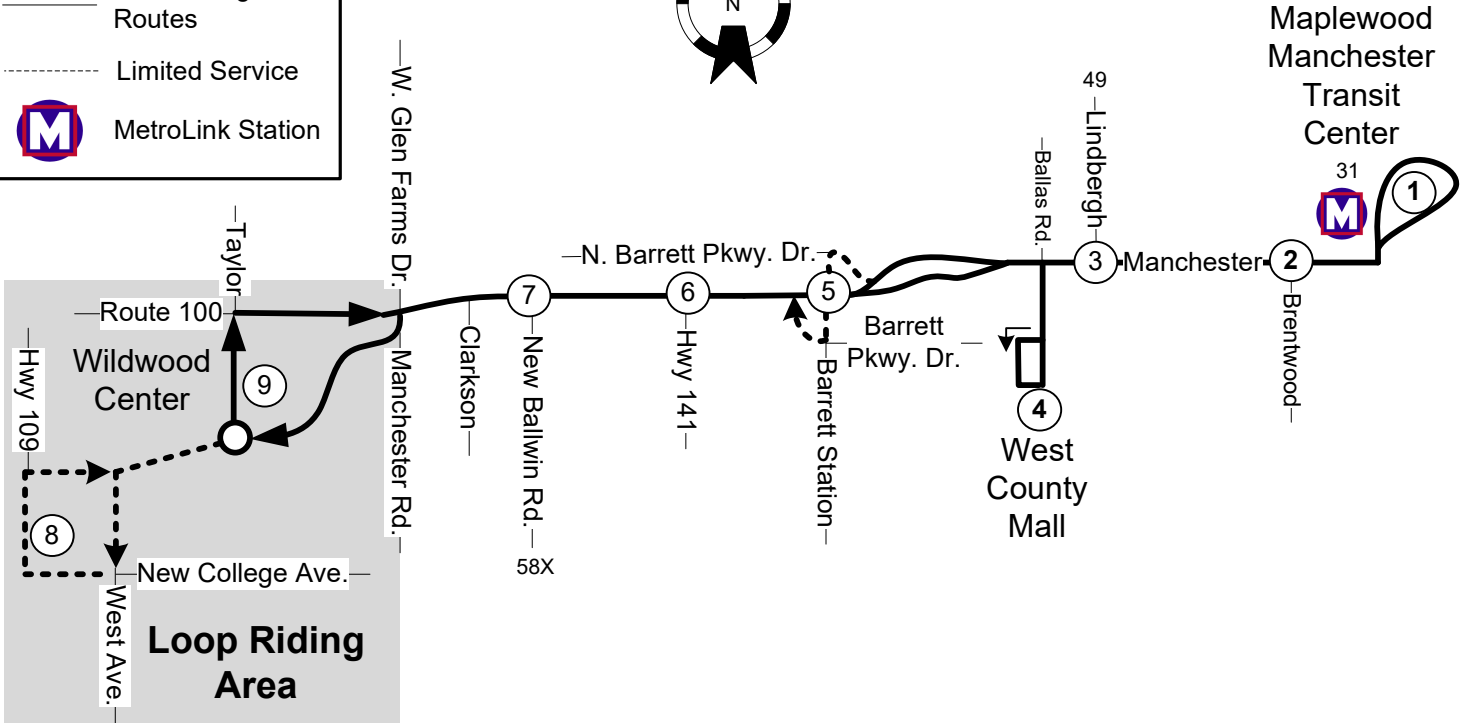 Routes
Limited Service
M MetroLink Station
N
Maplewood
Manchester
Transit
Center
31
M
1
49
Lindbergh
Ballas Rd.
3
Manchester
2
Brentwood
W. Glen Farms Dr.
Taylor
Route 100
N. Barrett Pkwy. Dr.
7
6
5
Barrett
Pkwy. Dr.
Clarkson
New Ballwin Rd.
58X
Hwy 141
Barrett Station
4
West
County
Mall
Wildwood
Center
9
Hwy 109
Manchester Rd.
8
New College Ave.
West Ave.
Loop Riding
Area